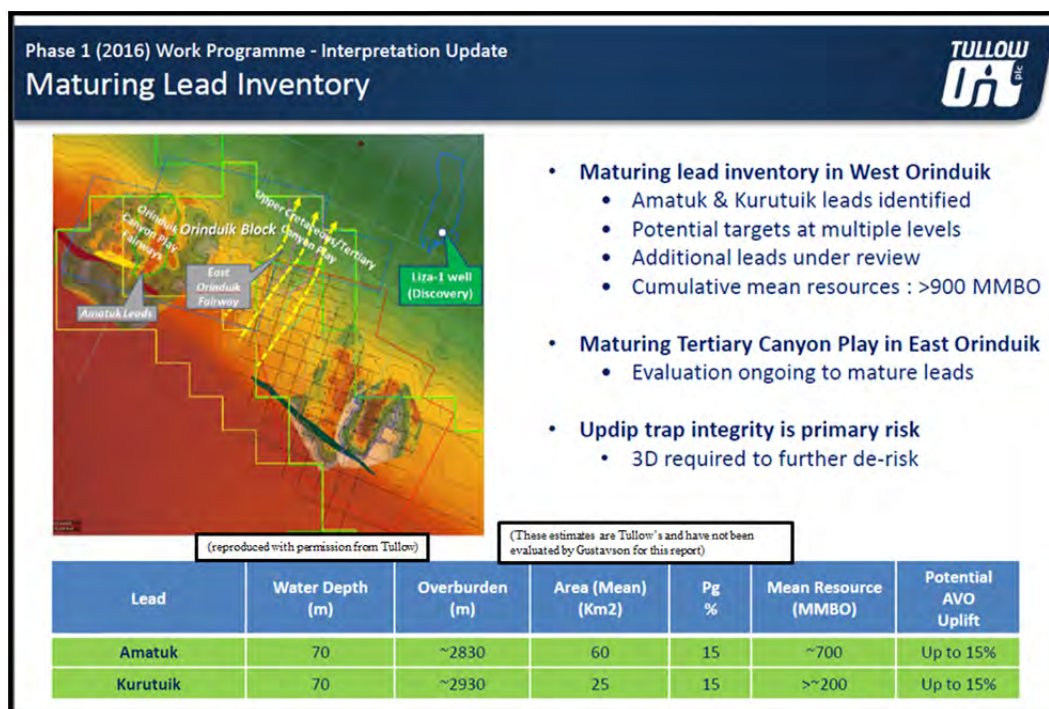 Phase 1 (2016) Work Programme - Interpretation Update
Maturing Lead Inventory
TULLOW
Oil
plc
Orinduik
Canyon Play
Fairways
Orinduik Block
Upper Cretaceous/Tertiary
Canyon Play
East
Orinduik
Fairway
Amatuk Leads
Liza-1 well
(Discovery)
• Maturing lead inventory in West Orinduik
• Amatuk & Kurutuik leads identified
• Potential targets at multiple levels
• Additional leads under review
• Cumulative mean resources : >900 MMBO
• Maturing Tertiary Canyon Play in East Orinduik
• Evaluation ongoing to mature leads
• Updip trap integrity is primary risk
• 3D required to further de-risk
(reproduced with permission from Tullow)
(These estimates are Tullow's and have not been
evaluated by Gustavson for this report)
Lead Water Depth (m) Overburden (m) Area (Mean) (Km2) Pg % Mean Resource (MMBO) Potential AVO Uplift
Amatuk 70 ~2830 60 15 ~700 Up to 15%
Kurutuik 70 ~2930 25 15 >~200 Up to 15%